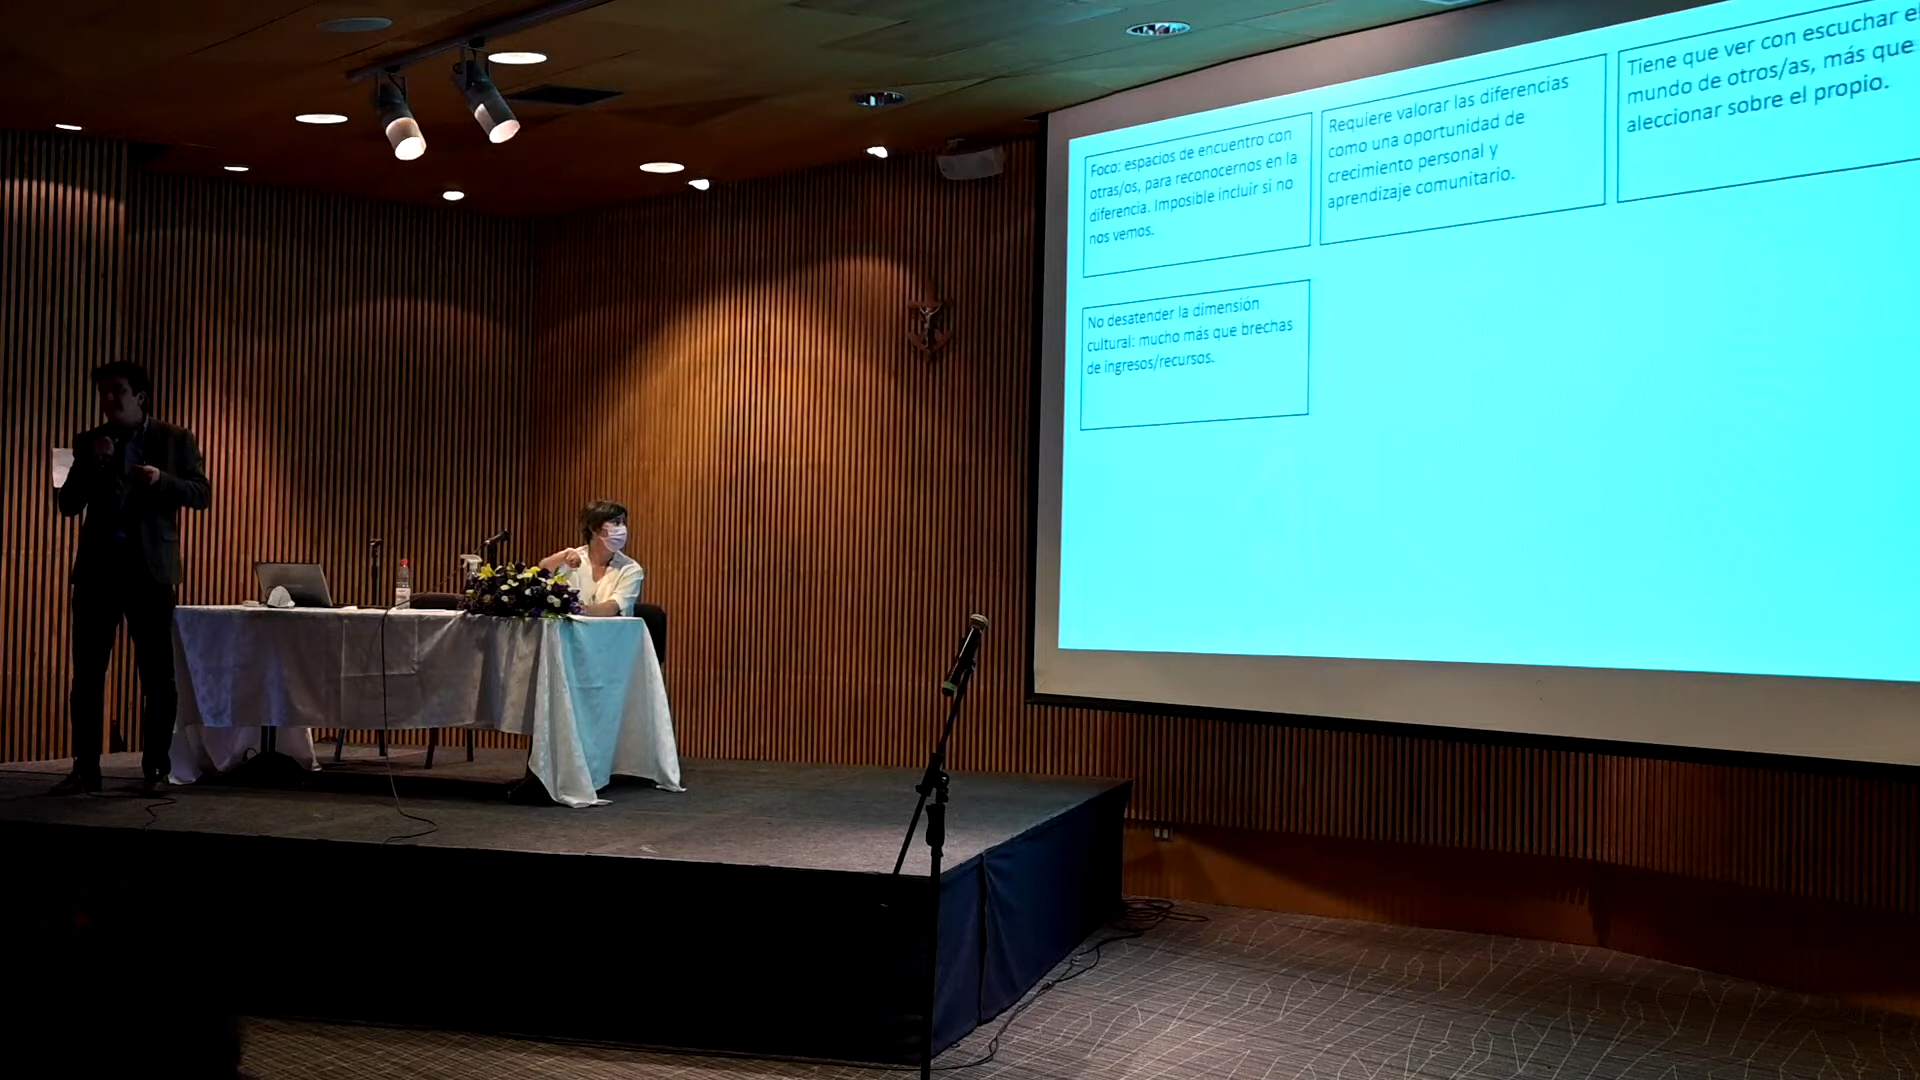 Foco: espacios de encuentro con
otras/os, para reconocernos en la
diferencia. Imposible incluir si no
nos vemos.
Requiere valorar las diferencias
como una oportunidad de
crecimiento personal y
aprendizaje comunitario.
Tiene que ver con escuchar el
mundo de otros/as, más que
aleccionar sobre el propio.
No desatender la dimensión
cultural: mucho más que brechas
de ingresos/recursos.